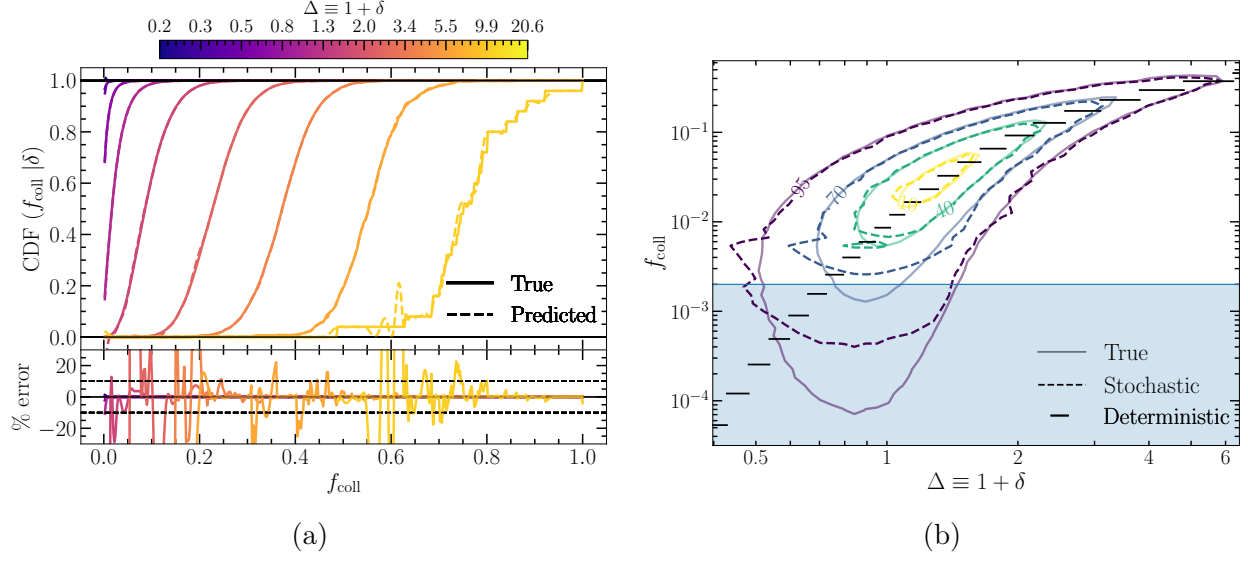 Δ ≡ 1 + δ
0.2 0.3 0.5 0.8 1.3 2.0 3.4 5.5 9.9 20.6
1.0
0.8
0.6
0.4
0.2
0.0
CDF (f_coll |δ)
True
Predicted
20
0
−20
% error
0.0 0.2 0.4 0.6 0.8 1.0
f_coll
(a)
10^{-1}
10^{-2}
10^{-3}
10^{-4}
f_coll
95
70
40
True
Stochastic
Deterministic
0.5 1 2 4 6
Δ ≡ 1 + δ
(b)